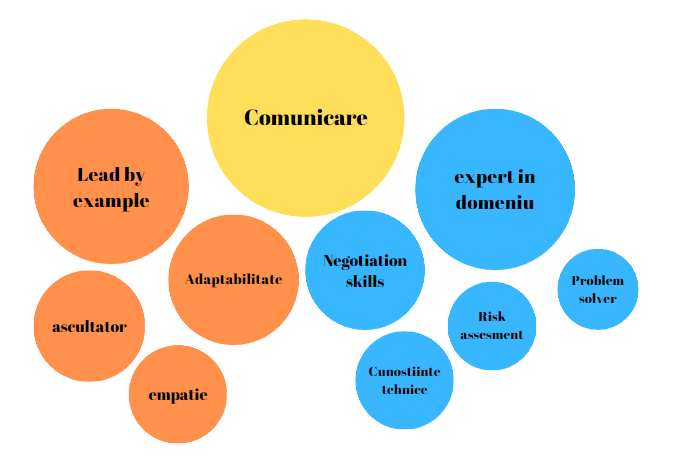 Comunicare
Lead by
example
expert in
domeniu
Adaptabilitate
Negotiation
skills
Problem
solver
ascultator
Risk
assesment
empatie
Cunostiinte
tehnice